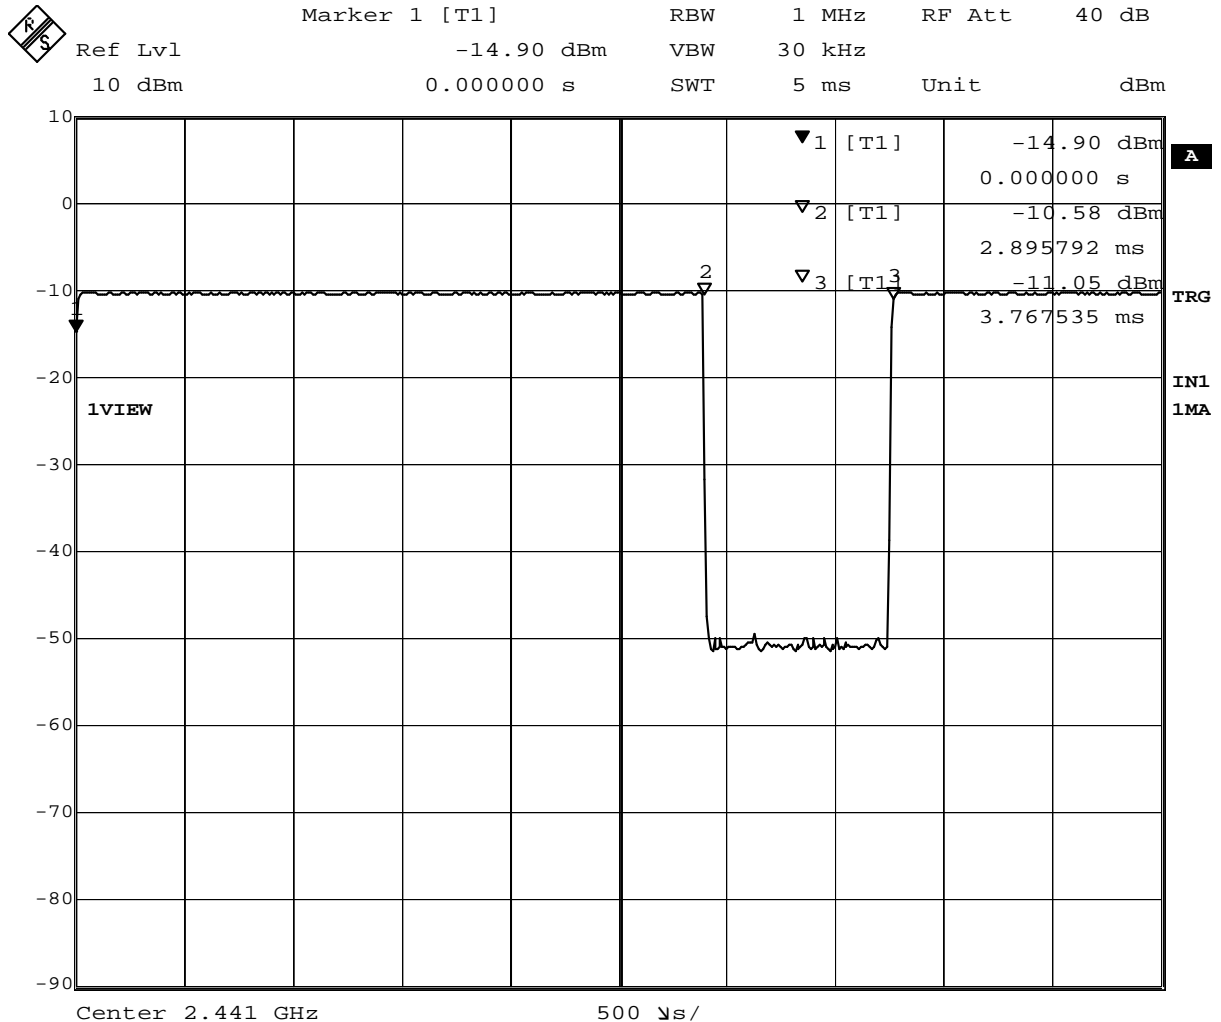 R S
Marker 1 [T1] RBW 1 MHz RF Att 40 dB
Ref Lvl -14.90 dBm VBW 30 kHz
10 dBm 0.000000 s SWT 5 ms Unit dBm
10
1 [T1] -14.90 dBm
A
0.000000 s
0
2 [T1] -10.58 dBm
2.895792 ms
2
3 [T1] -11.05 dBm
3
-10
TRG
1
3.767535 ms
-20
IN1
1VIEW
1MA
-30
-40
-50
-60
-70
-80
-90
Center 2.441 GHz 500 µs/